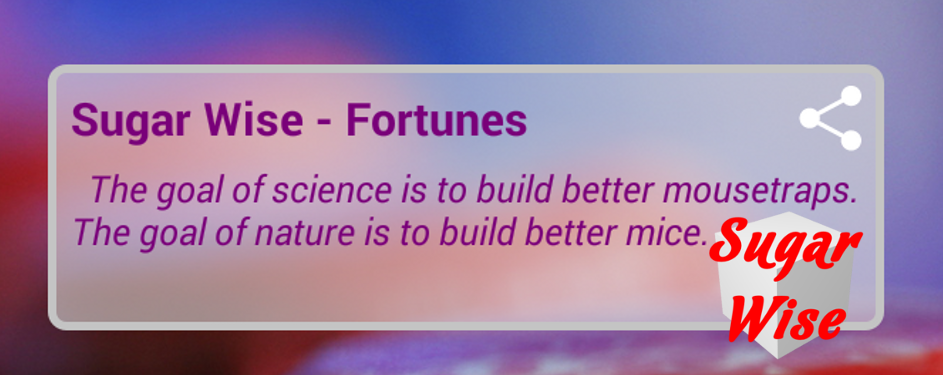 Sugar Wise - Fortunes
The goal of science is to build better mousetraps.
The goal of nature is to build better mice.
Sugar
Wise